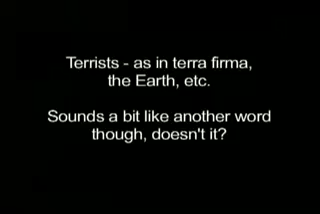 Terrists - as in terra firma,
the Earth, etc.
Sounds a bit like another word
though, doesn't it?